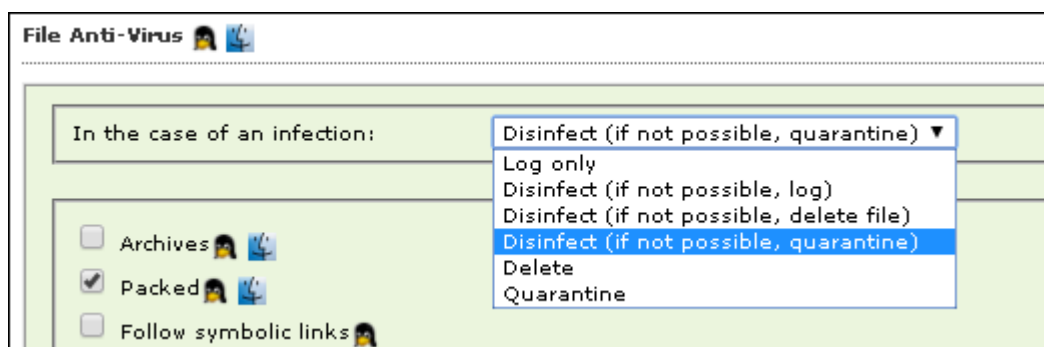 File Anti-Virus
In the case of an infection: Disinfect (if not possible, quarantine)
Log only
Disinfect (if not possible, log)
Disinfect (if not possible, delete file)
Disinfect (if not possible, quarantine)
Delete
Quarantine
Archives
Packed
Follow symbolic links